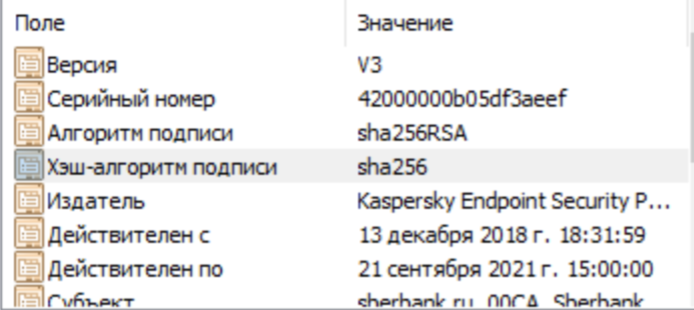 Поле Значение
Версия V3
Серийный номер 42000000b05df3aeef
Алгоритм подписи sha256RSA
Хэш-алгоритм подписи sha256
Издатель Kaspersky Endpoint Security P...
Действителен с 13 декабря 2018 г. 18:31:59
Действителен по 21 сентября 2021 г. 15:00:00
Субъект sberbank.ru, 00CA, Sberbank